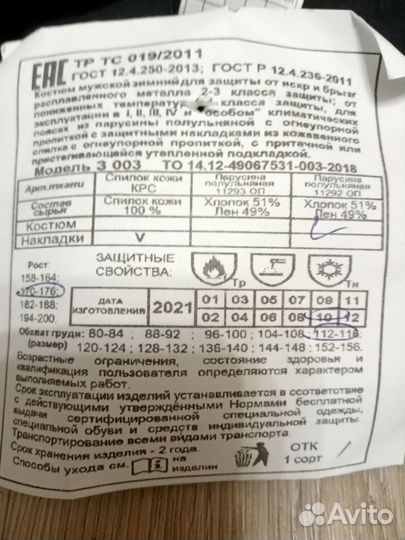 EAC ТР ТС 019/2011
ГОСТ 12.4.250-2013; ГОСТ Р 12.4.236-2011
Костюм мужской зимний для защиты от искр и брызг
расплавленного металла 2-3 класса защиты; от
пониженных температур класса защиты, для
эксплуатации в I, II, III, IV и "особом" климатических
поясах из парусины полульняной с огнеупорной
пропиткой с защитными накладками из кожевенного
спилка с огнеупорной пропиткой, с притачной или
пристегивающейся утепленной подкладкой.
Модель З 003 ТО 14.12-49067531-003-2018
Арт.ткани Спилок кожи КРС Парусина полульняная 11293 ОП Парусина полульняная 11292 ОП
Состав сырья Спилок кожи 100 % Хлопок 51% Лен 49% Хлопок 51% Лен 49%
Костюм
Накладки V
Рост:
158-164;
170-176;
182-188;
194-200.
ЗАЩИТНЫЕ
СВОЙСТВА:
Тр Тн
ДАТА ИЗГОТОВЛЕНИЯ 2021
01 03 05 07 09 11
02 04 06 08 10 12
Обхват груди: 80-84; 88-92; 96-100; 104-108; 112-116;
(размер) 120-124; 128-132; 136-140; 144-148; 152-156.
Возрастные ограничения, состояние здоровья и
квалификация пользователя определяются характером
выполняемых работ.
Срок эксплуатации изделий устанавливается в соответствие
с действующими утверждёнными Нормами бесплатной
выдачи сертифицированной специальной одежды,
специальной обуви и средств индивидуальной защиты.
Транспортирование всеми видами транспорта.
Срок хранения изделия - 2 года.
Способы ухода см. на изделии
ОТК
1 сорт
Avito